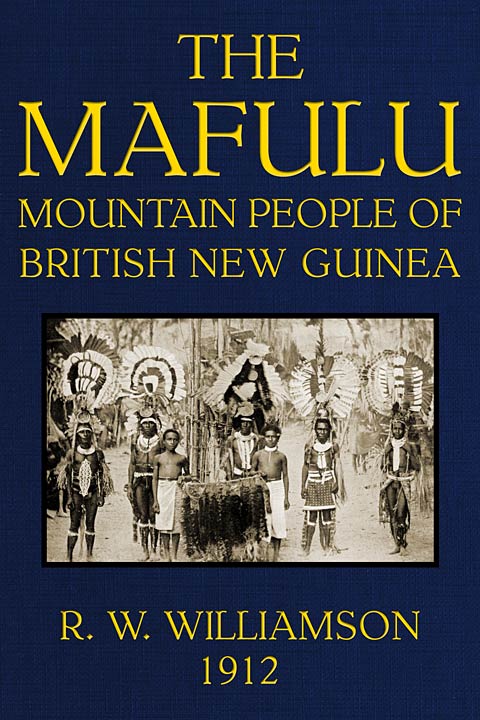 THE
MAFULU
MOUNTAIN PEOPLE OF
BRITISH NEW GUINEA
R. W. WILLIAMSON
1912